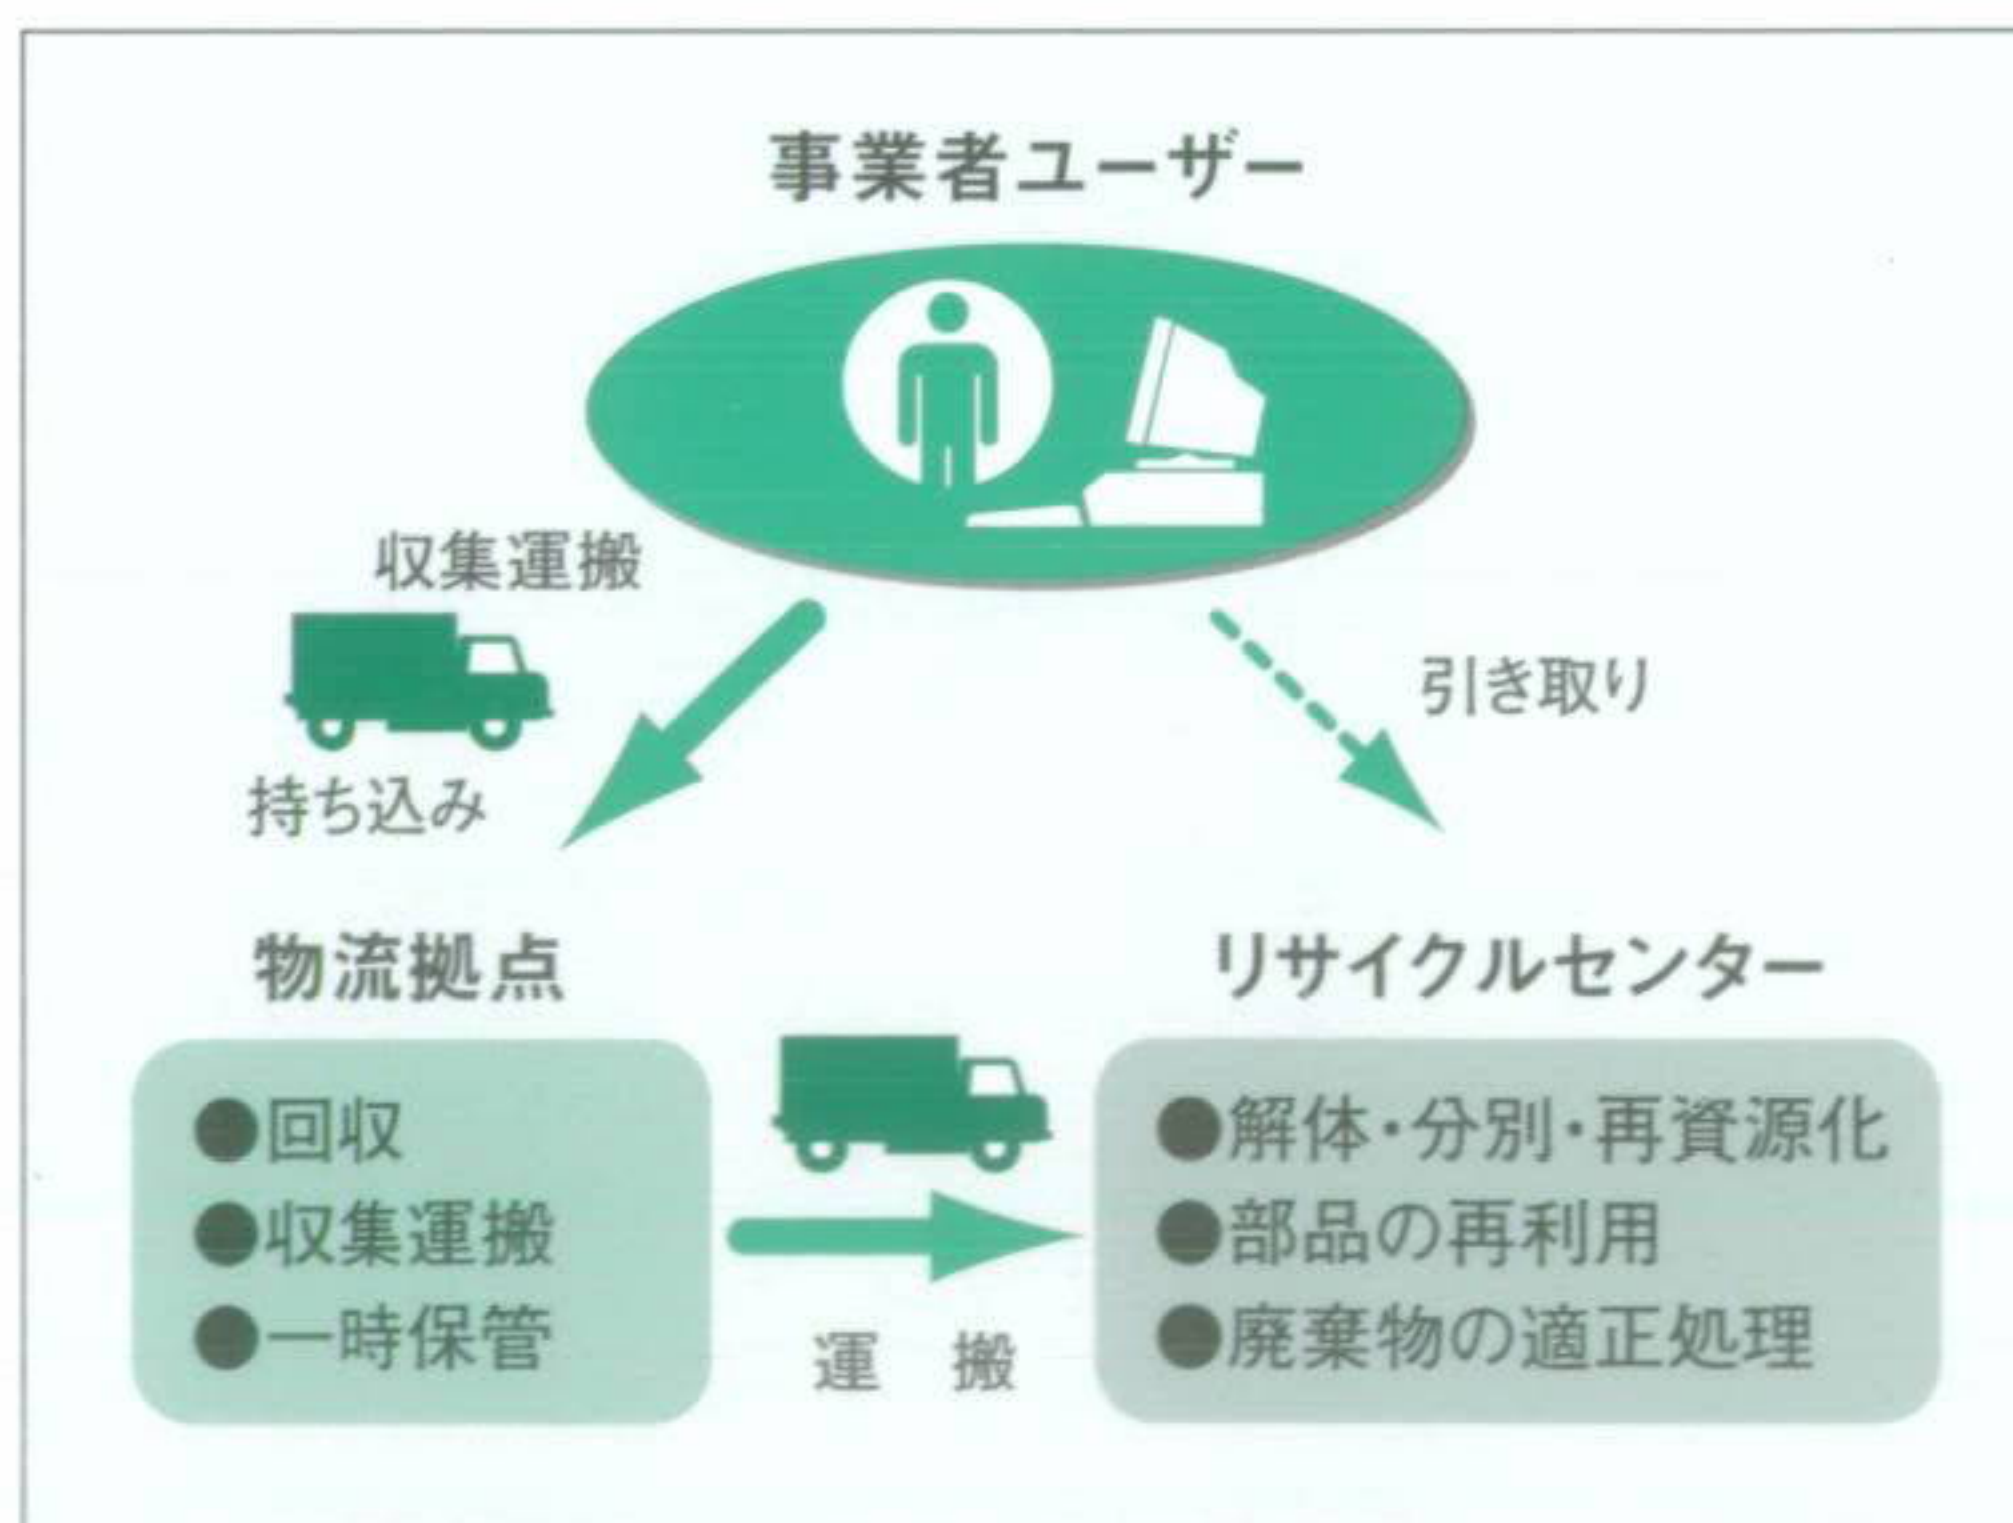 事業者ユーザー
収集運搬
引き取り
持ち込み
物流拠点
●回収
●収集運搬
●一時保管
運　搬
リサイクルセンター
●解体・分別・再資源化
●部品の再利用
●廃棄物の適正処理